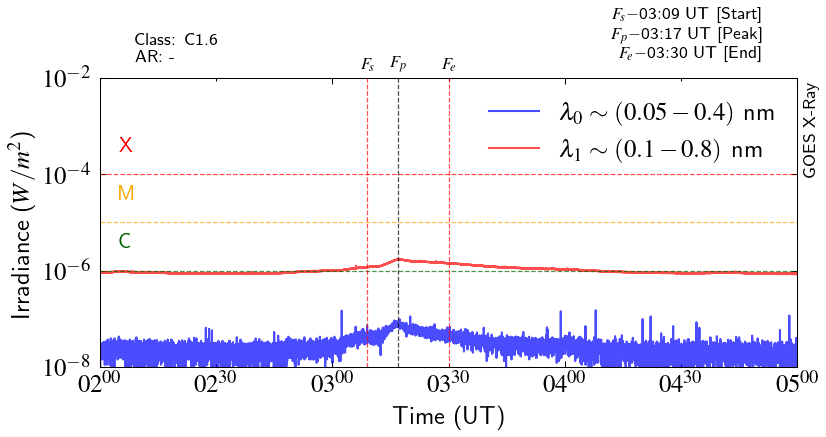 Fs−03:09 UT [Start]
Fp−03:17 UT [Peak]
Fe−03:30 UT [End]
Class: C1.6
AR: -
Fs Fp Fe
10⁻²
10⁻⁴
10⁻⁶
10⁻⁸
Irradiance (W/m²)
X
M
C
λ₀ ∼ (0.05 − 0.4) nm
λ₁ ∼ (0.1 − 0.8) nm
GOES X-Ray
02⁰⁰ 02³⁰ 03⁰⁰ 03³⁰ 04⁰⁰ 04³⁰ 05⁰⁰
Time (UT)